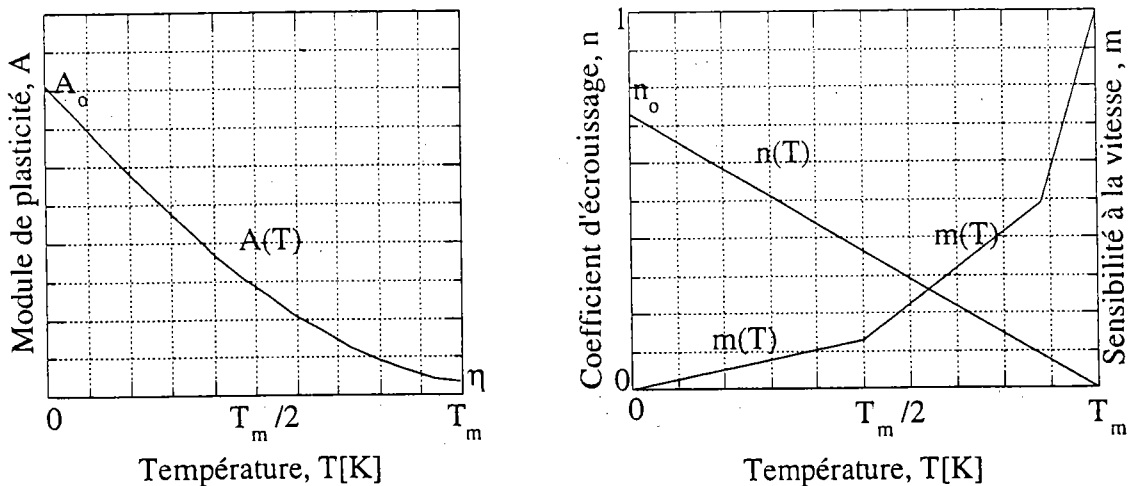 Module de plasticité, A
A₀
A(T)
η
0
Tₘ/2
Tₘ
Température, T[K]
Coefficient d'écrouissage, n
1
n₀
n(T)
m(T)
m(T)
0
0
Tₘ/2
Tₘ
Température, T[K]
Sensibilité à la vitesse , m